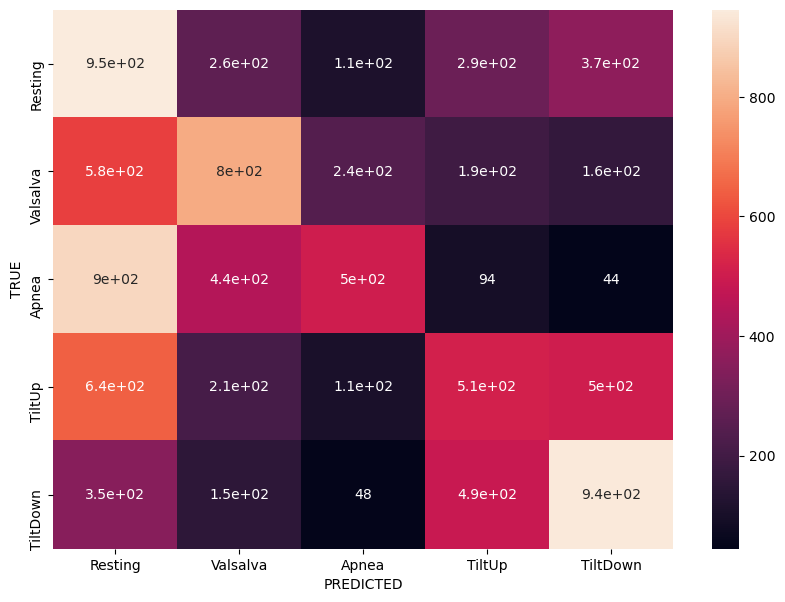 Resting 9.5e+02 2.6e+02 1.1e+02 2.9e+02 3.7e+02
Valsalva 5.8e+02 8e+02 2.4e+02 1.9e+02 1.6e+02
Apnea 9e+02 4.4e+02 5e+02 94 44
TiltUp 6.4e+02 2.1e+02 1.1e+02 5.1e+02 5e+02
TiltDown 3.5e+02 1.5e+02 48 4.9e+02 9.4e+02
TRUE
Resting Valsalva Apnea TiltUp TiltDown
PREDICTED
800
600
400
200